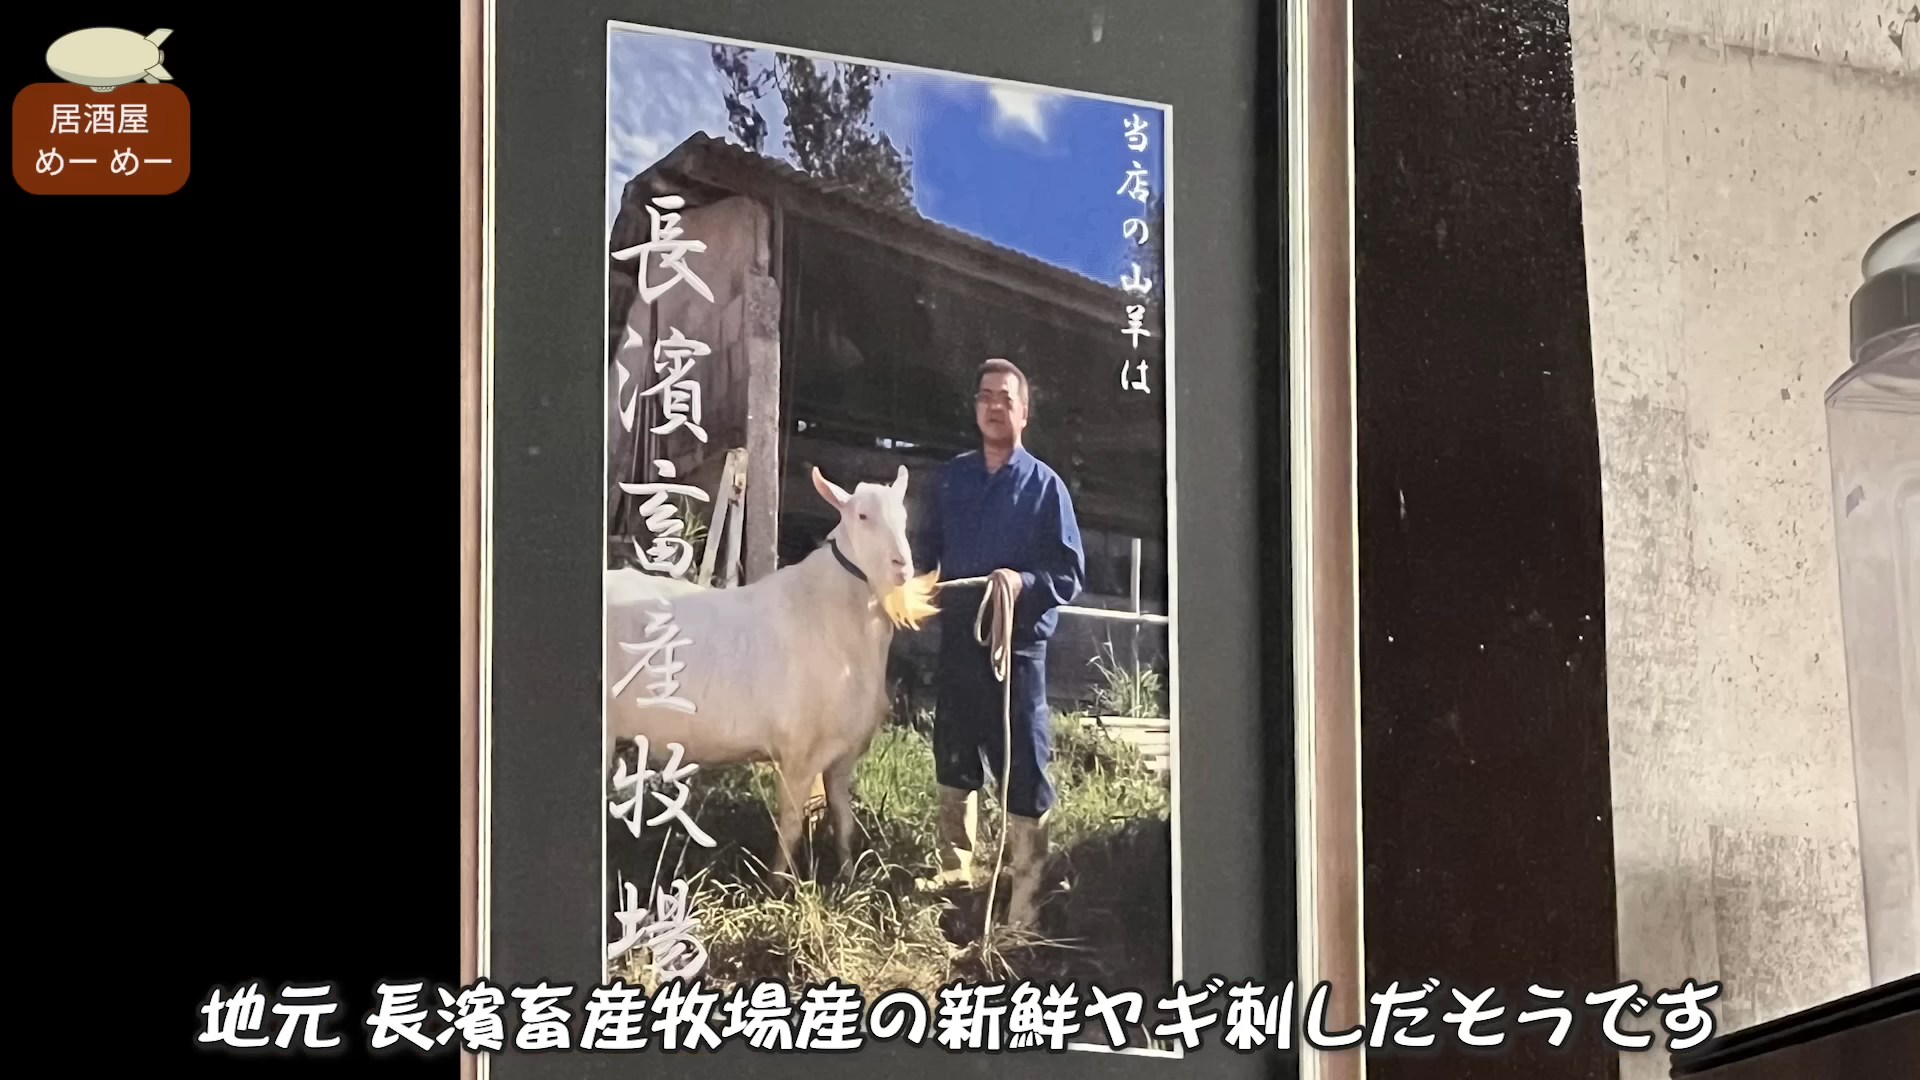 居酒屋
めー めー
当店の山羊は
長濱畜産牧場
地元 長濱畜産牧場産の新鮮ヤギ刺しだそうです